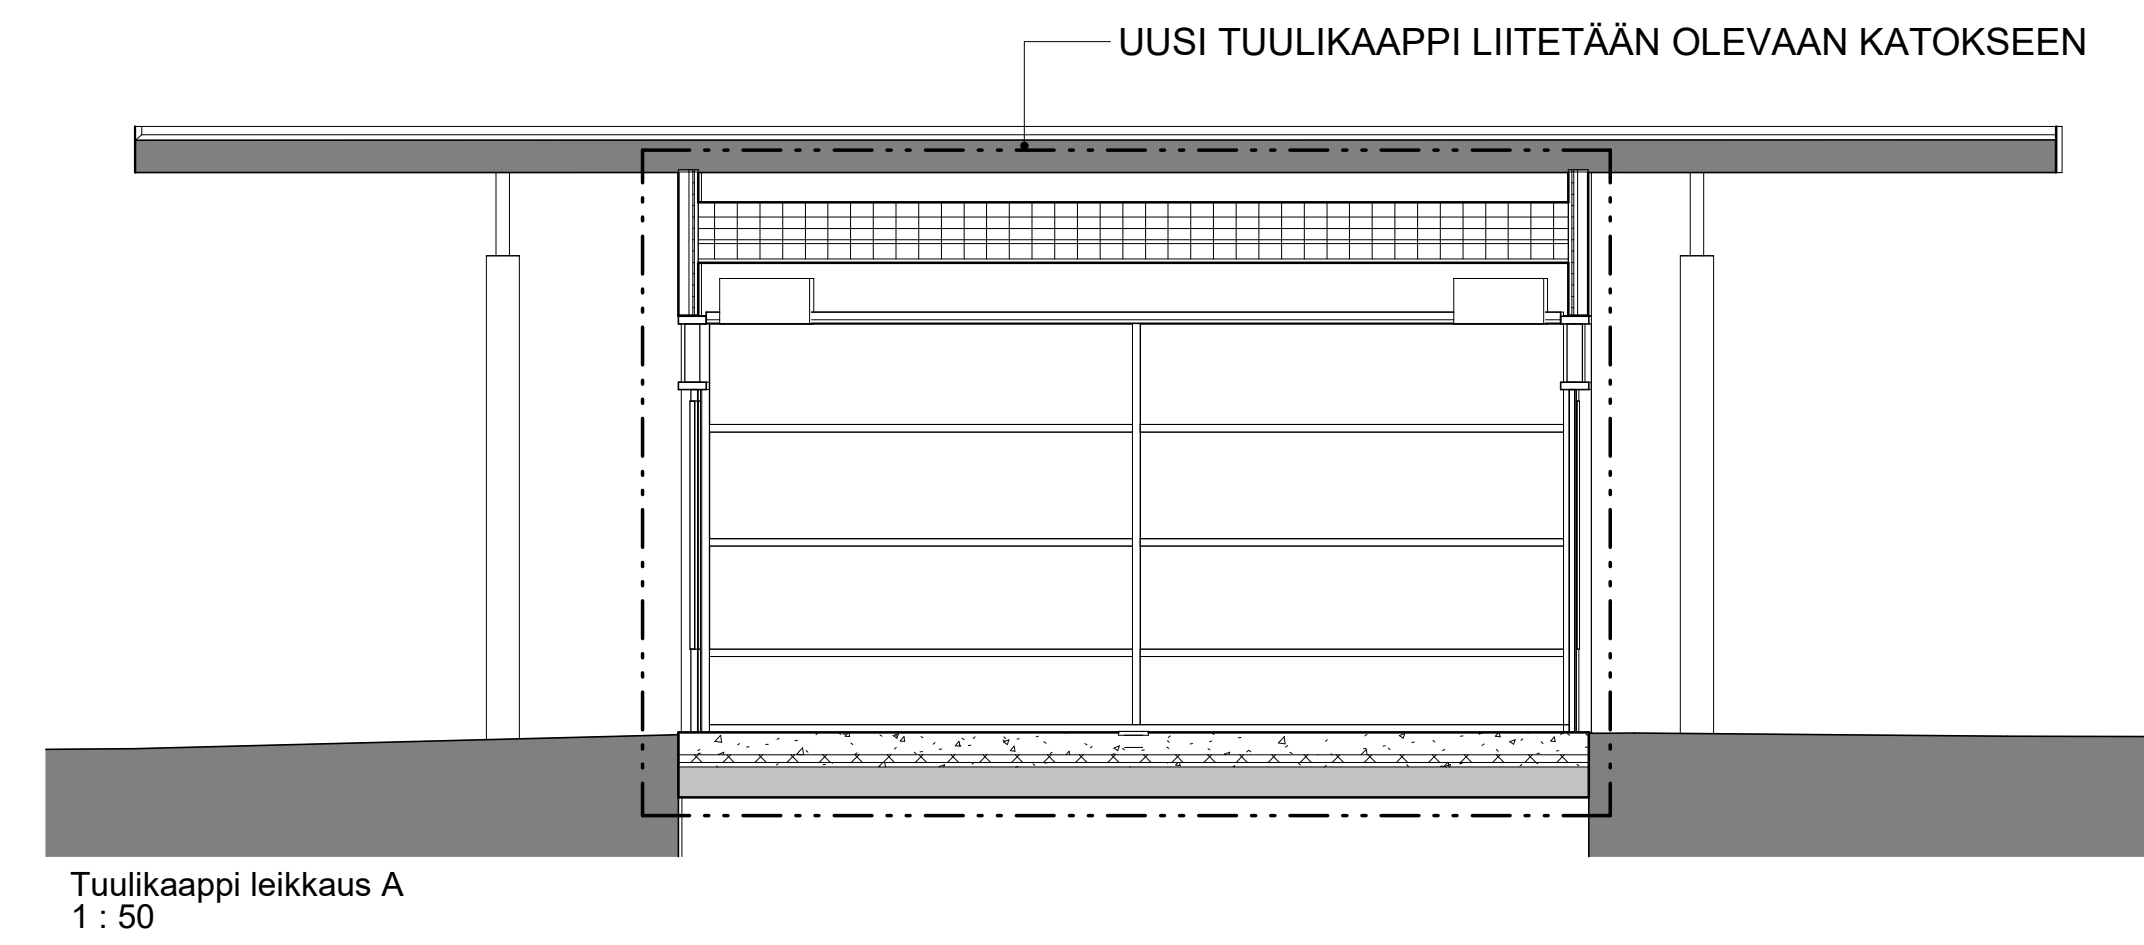 UUSI TUULIKAAPPI LIITETÄÄN OLEVAAN KATOKSEEN
Tuulikaappi leikkaus A
1 : 50